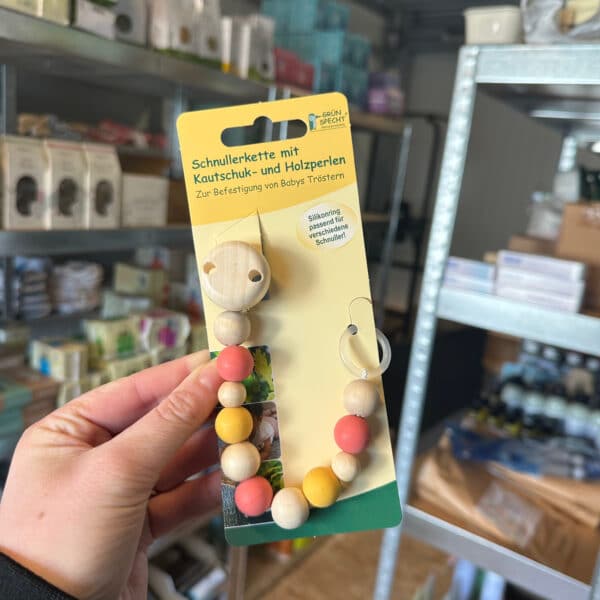 GRÜN
SPECHT
Schnullerkette mit
Kautschuk- und Holzperlen
Zur Befestigung von Babys Tröstern
Silikonring
passend für
verschiedene
Schnuller!